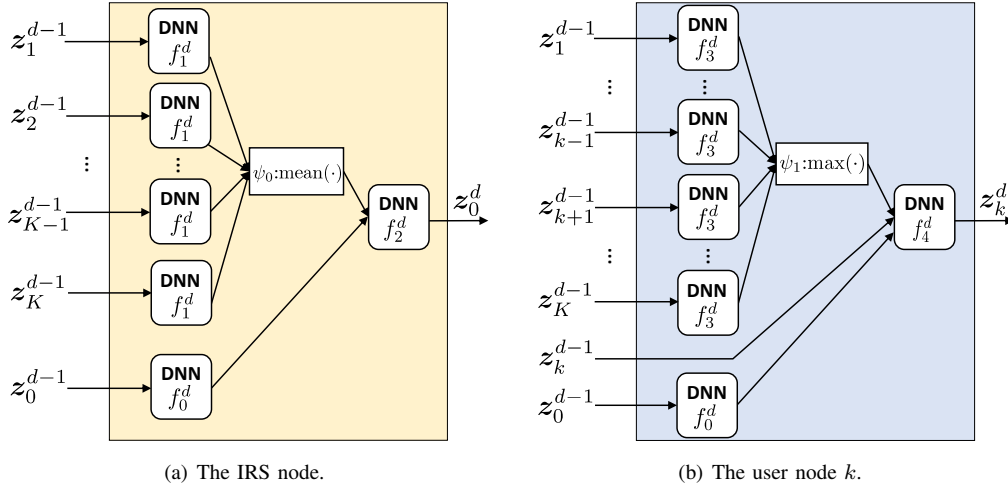 z_1^{d-1}
DNN
f_1^d
z_2^{d-1}
DNN
f_1^d
⋮
⋮
z_{K-1}^{d-1}
DNN
f_1^d
z_K^{d-1}
DNN
f_1^d
z_0^{d-1}
DNN
f_0^d
ψ_0:mean(·)
DNN
f_2^d
z_0^d
(a) The IRS node.
z_1^{d-1}
DNN
f_3^d
⋮
⋮
z_{k-1}^{d-1}
DNN
f_3^d
z_{k+1}^{d-1}
DNN
f_3^d
⋮
⋮
z_K^{d-1}
DNN
f_3^d
z_k^{d-1}
z_0^{d-1}
DNN
f_0^d
ψ_1:max(·)
DNN
f_4^d
z_k^d
(b) The user node k.